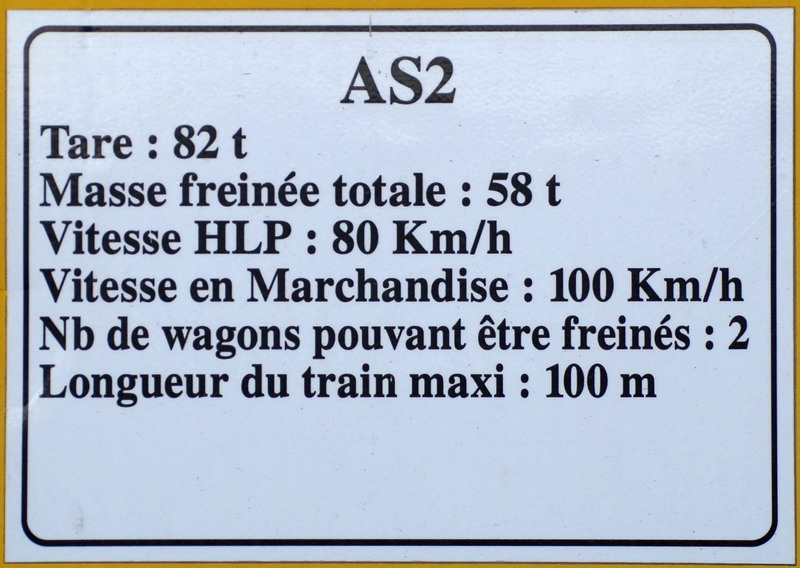 AS2
Tare : 82 t
Masse freinée totale : 58 t
Vitesse HLP : 80 Km/h
Vitesse en Marchandise : 100 Km/h
Nb de wagons pouvant être freinés : 2
Longueur du train maxi : 100 m